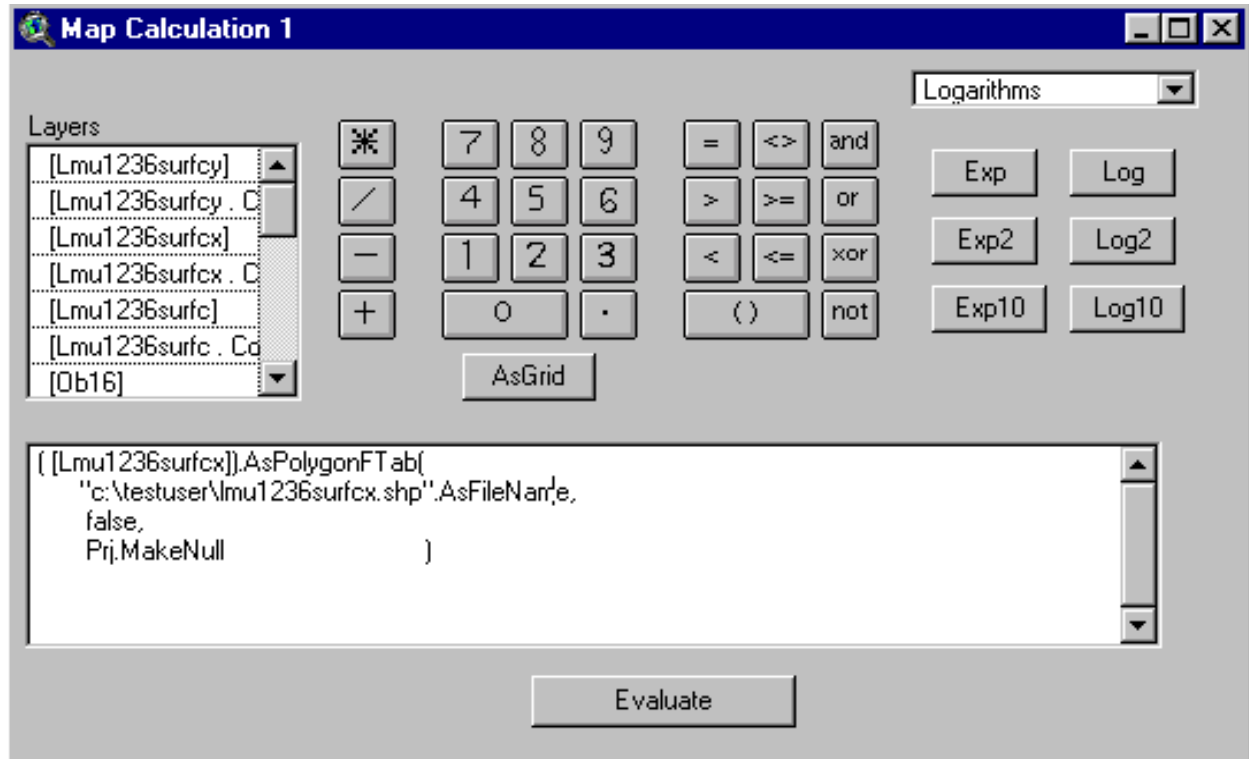 Map Calculation 1
Logarithms
Layers
[Lmu1236surfcy]
[Lmu1236surfcy . C
[Lmu1236surfcx]
[Lmu1236surfcx . C
[Lmu1236surfc]
[Lmu1236surfc . Co
[Ob16]
* 7 8 9 = <> and
/ 4 5 6 > >= or
- 1 2 3 < <= xor
+ 0 . ( ) not
AsGrid
Exp Log
Exp2 Log2
Exp10 Log10
( [Lmu1236surfcx]).AsPolygonFTab(
"c:\testuser\lmu1236surfcx.shp".AsFileName,
false,
Prj.MakeNull )
Evaluate